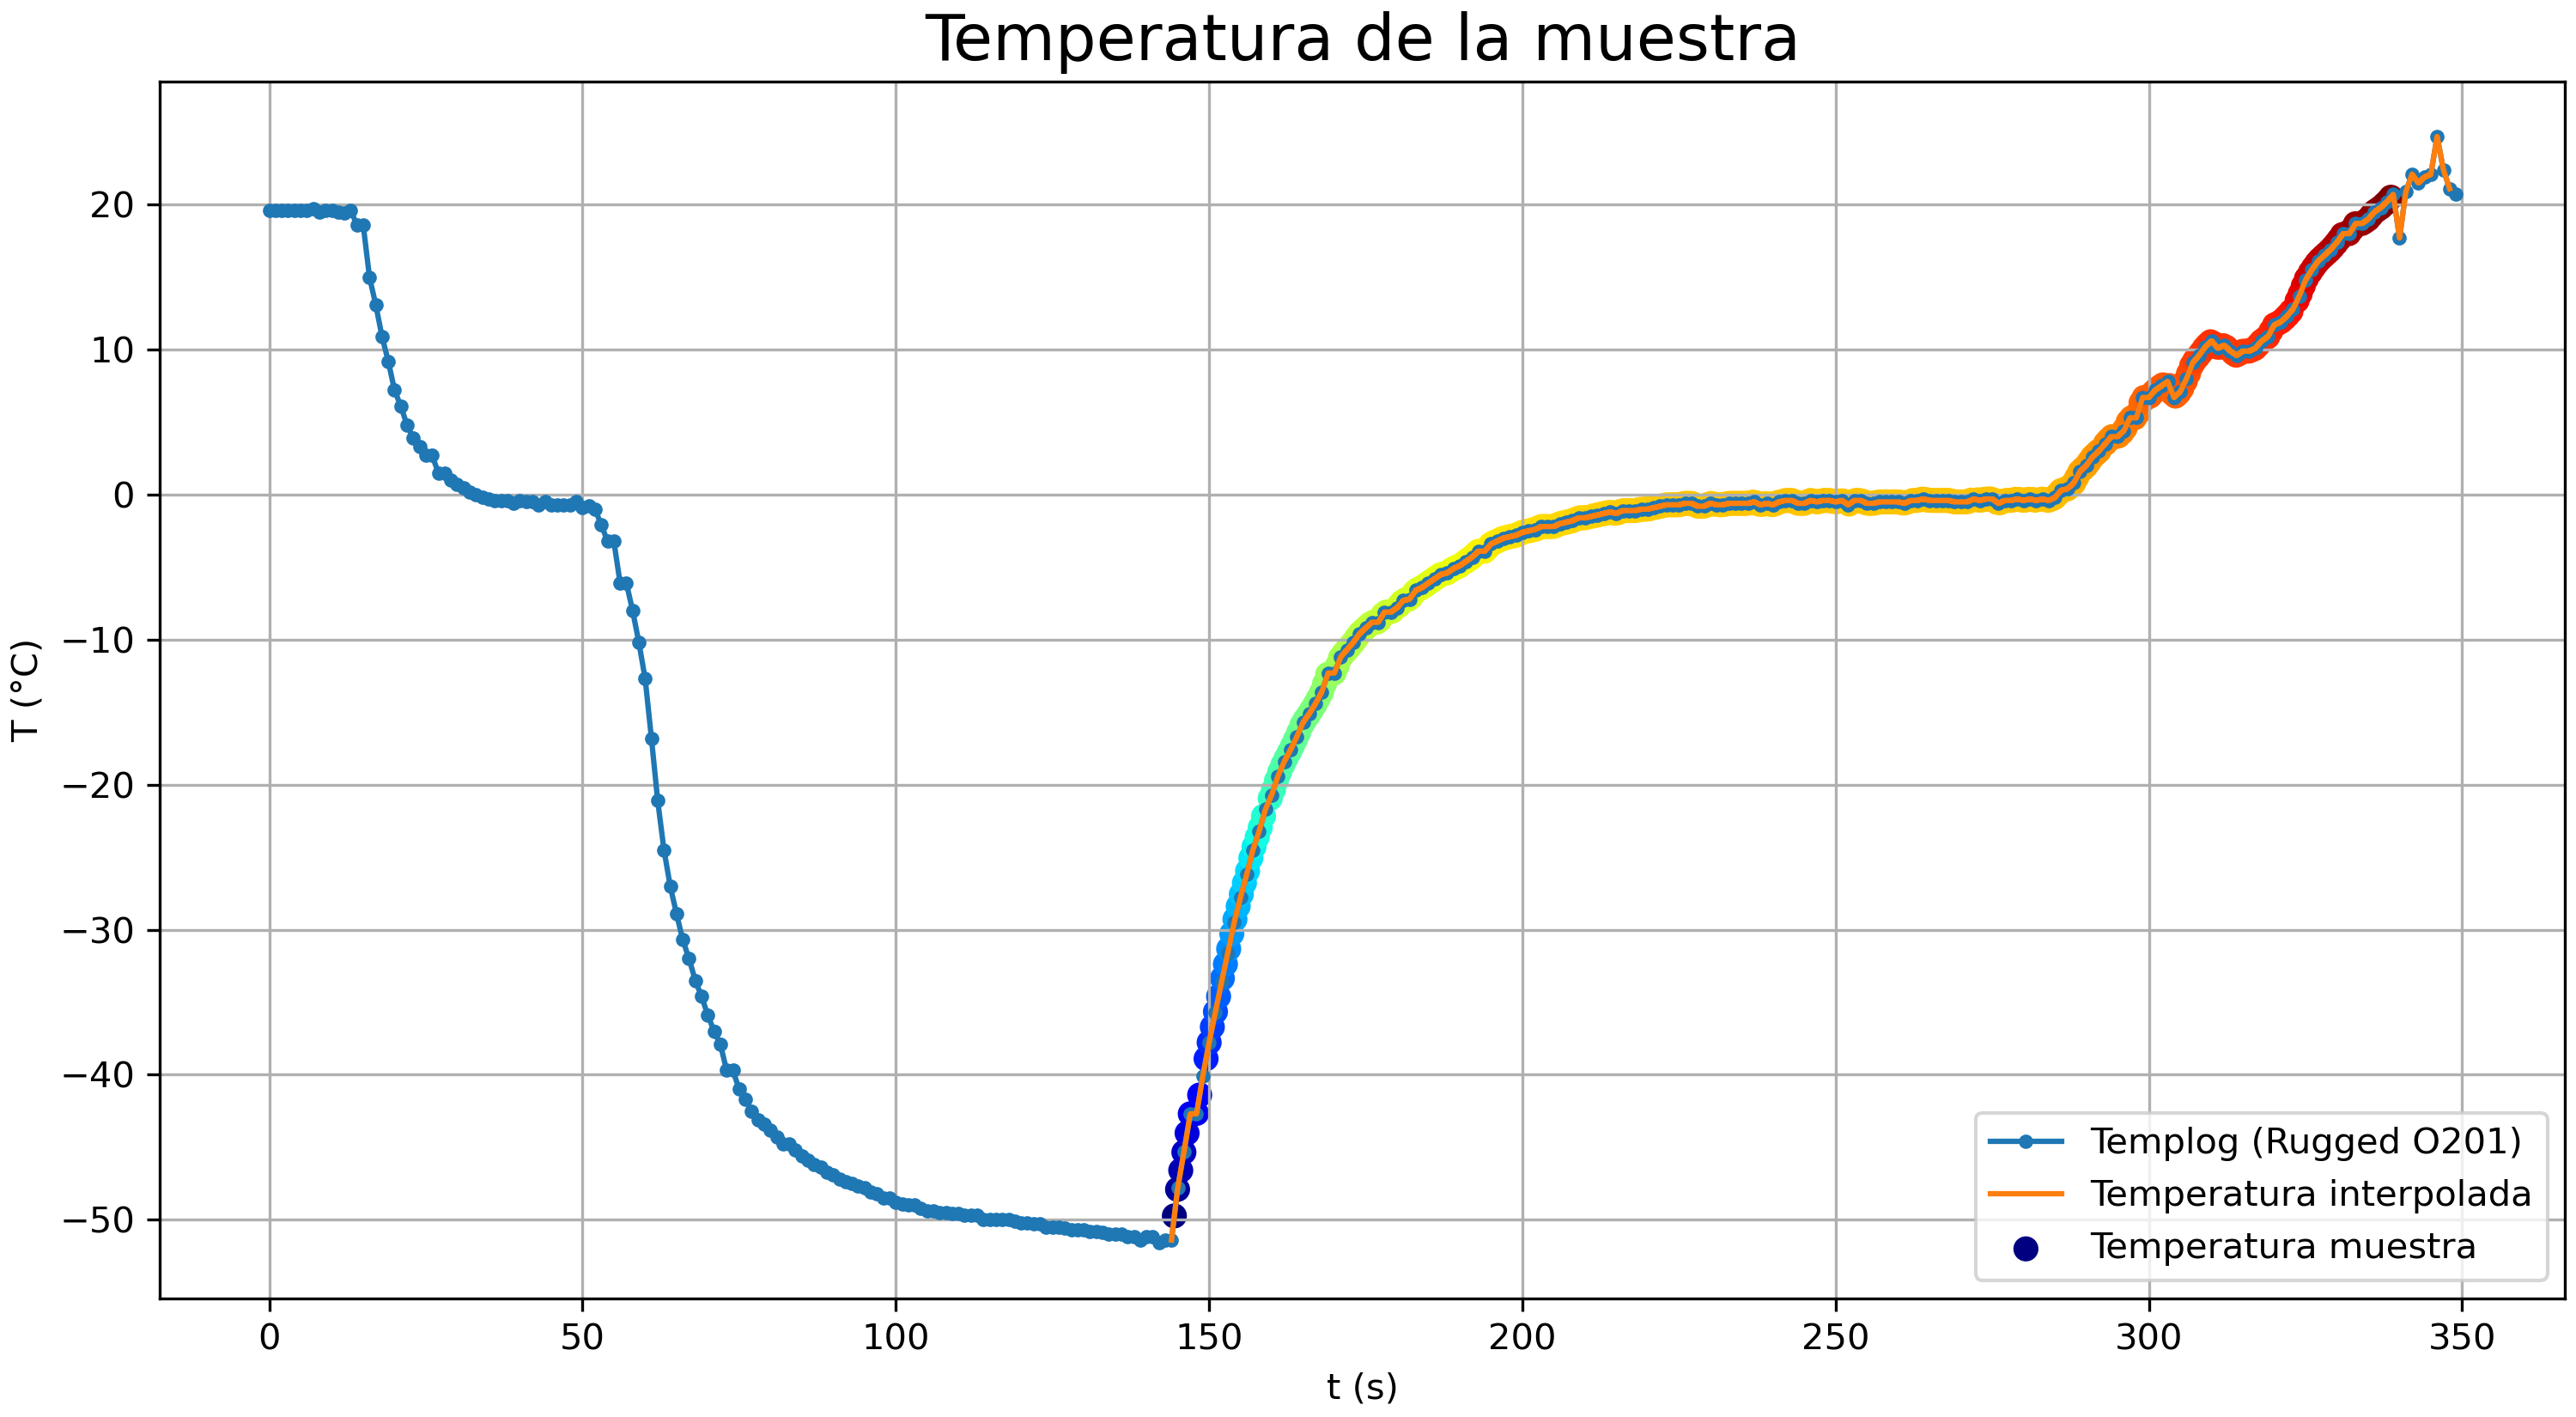 Temperatura de la muestra
T (°C)
20
10
0
−10
−20
−30
−40
−50
0 50 100 150 200 250 300 350
t (s)
Templog (Rugged O201)
Temperatura interpolada
Temperatura muestra